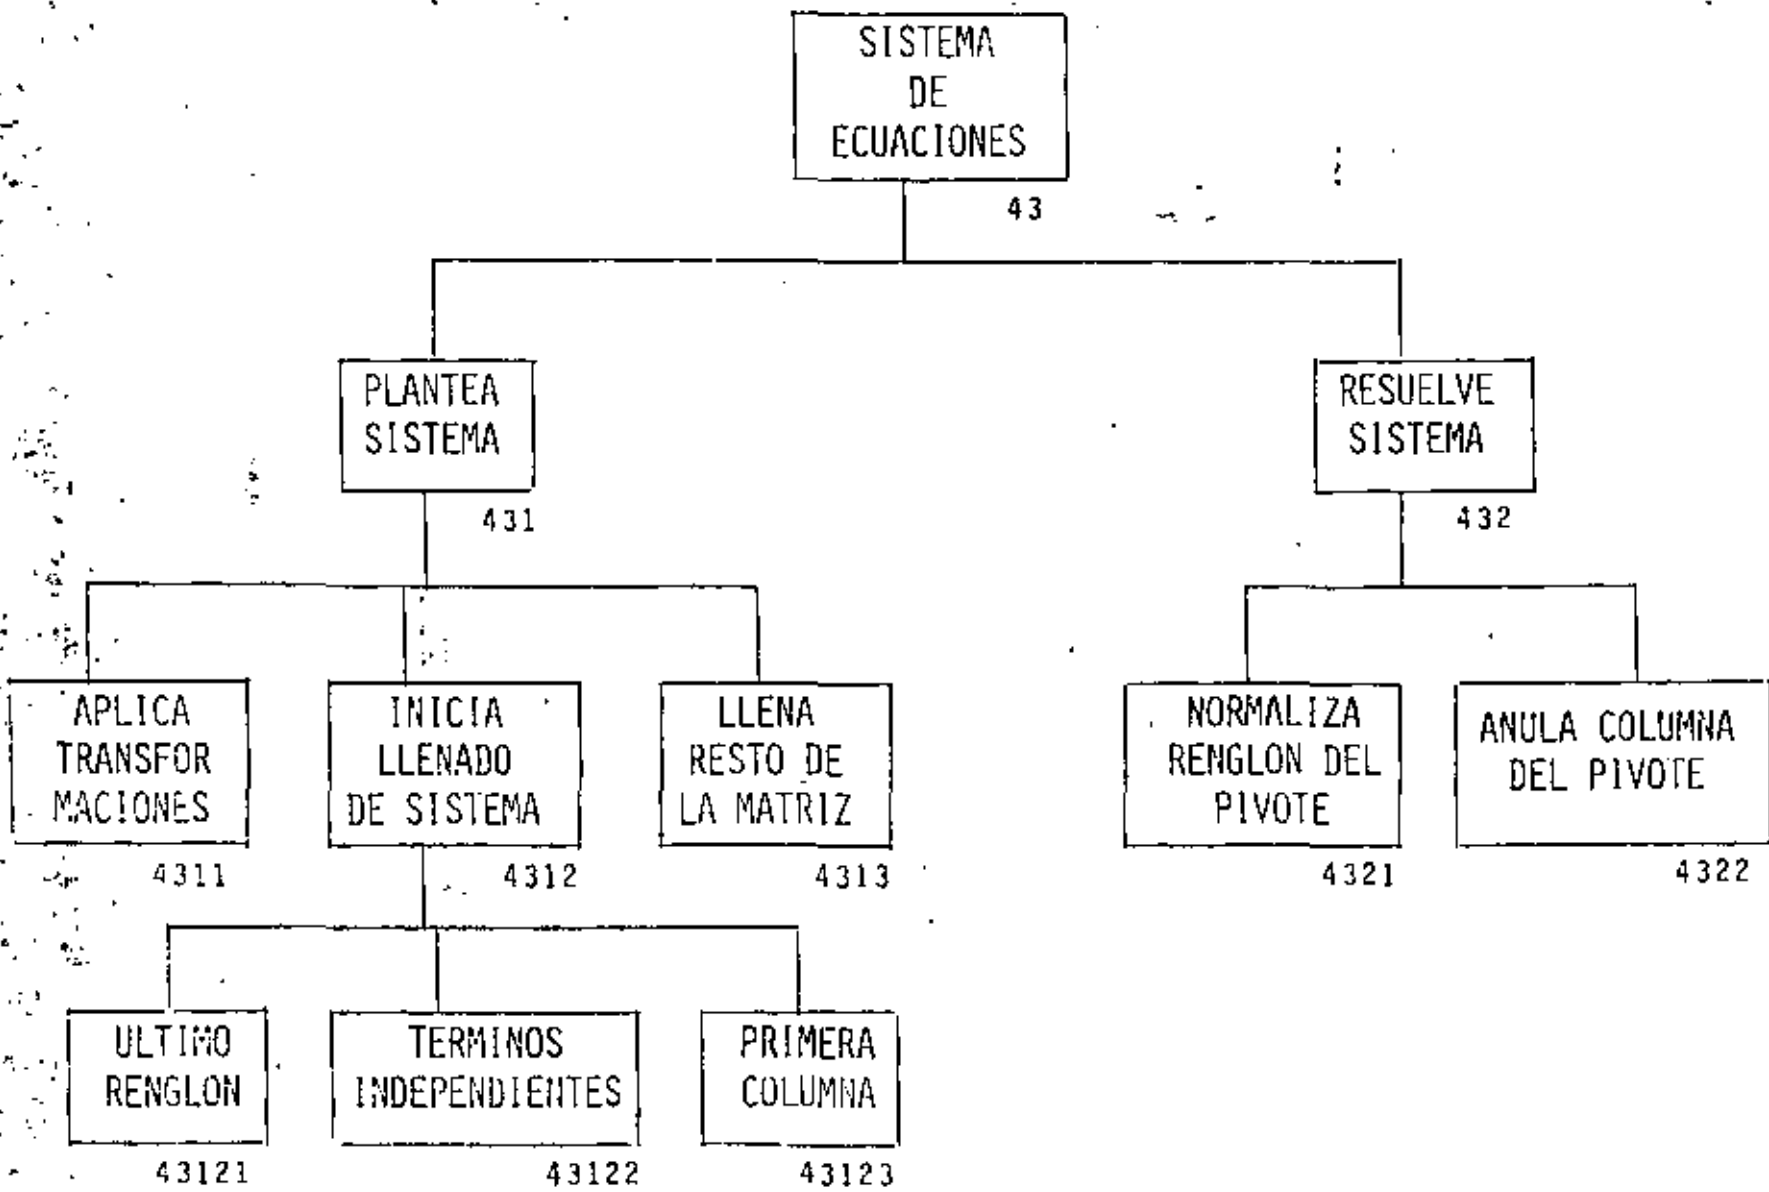 SISTEMA
DE
ECUACIONES
43
PLANTEA
SISTEMA
431
RESUELVE
SISTEMA
432
APLICA
TRANSFOR
MACIONES
4311
INICIA
LLENADO
DE SISTEMA
4312
LLENA
RESTO DE
LA MATRIZ
4313
NORMALIZA
RENGLON DEL
PIVOTE
4321
ANULA COLUMNA
DEL PIVOTE
4322
ULTIMO
RENGLON
43121
TERMINOS
INDEPENDIENTES
43122
PRIMERA
COLUMNA
43123